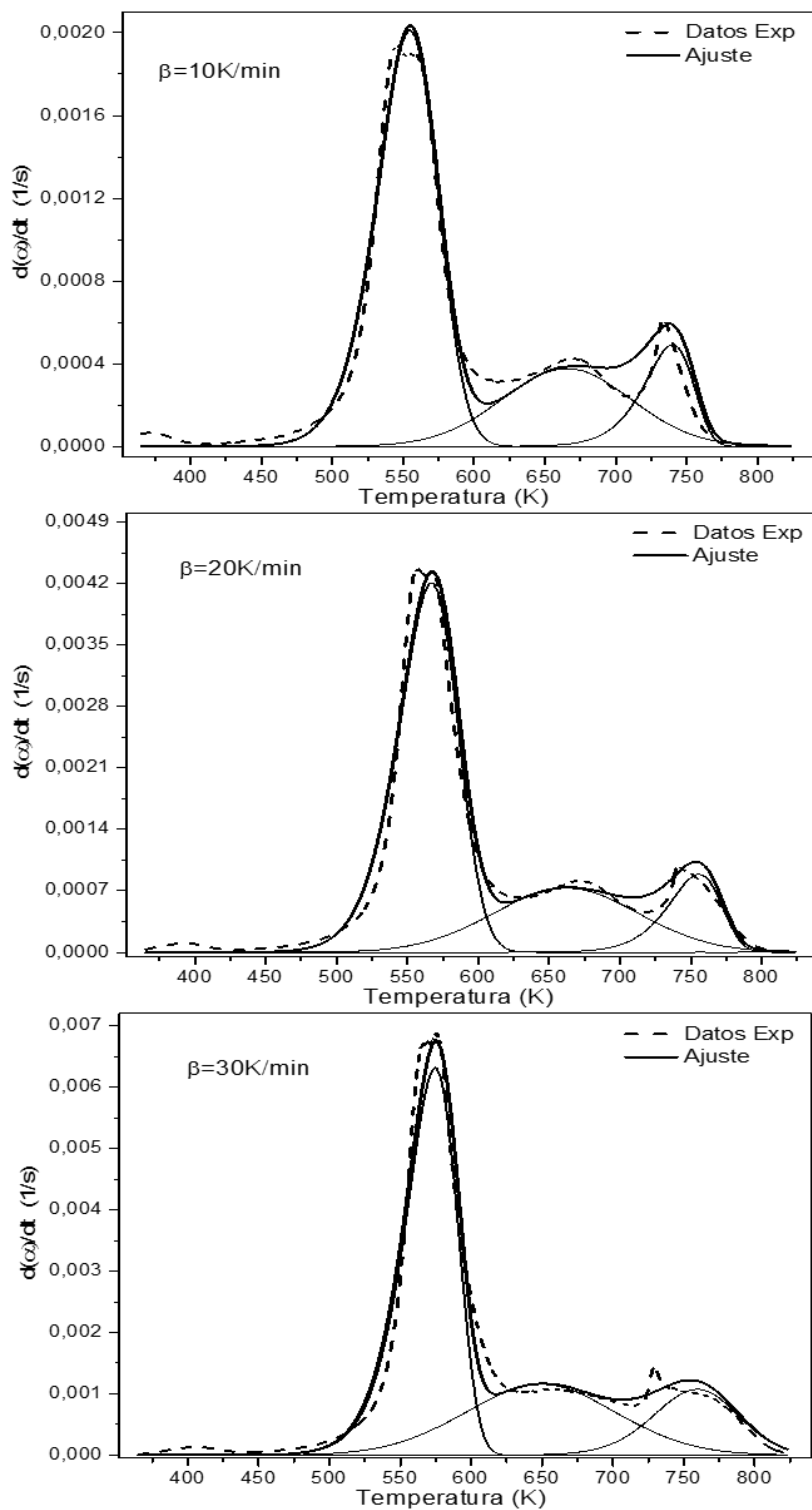 0,0020
0,0016
0,0012
0,0008
0,0004
0,0000
d(α)/dt (1/s)
β=10K/min
Datos Exp
Ajuste
400 450 500 550 600 650 700 750 800
Temperatura (K)
0,0049
0,0042
0,0035
0,0028
0,0021
0,0014
0,0007
0,0000
d(α)/dt (1/s)
β=20K/min
Datos Exp
Ajuste
400 450 500 550 600 650 700 750 800
Temperatura (K)
0,007
0,006
0,005
0,004
0,003
0,002
0,001
0,000
d(α)/dt (1/s)
β=30K/min
Datos Exp
Ajuste
400 450 500 550 600 650 700 750 800
Temperatura (K)